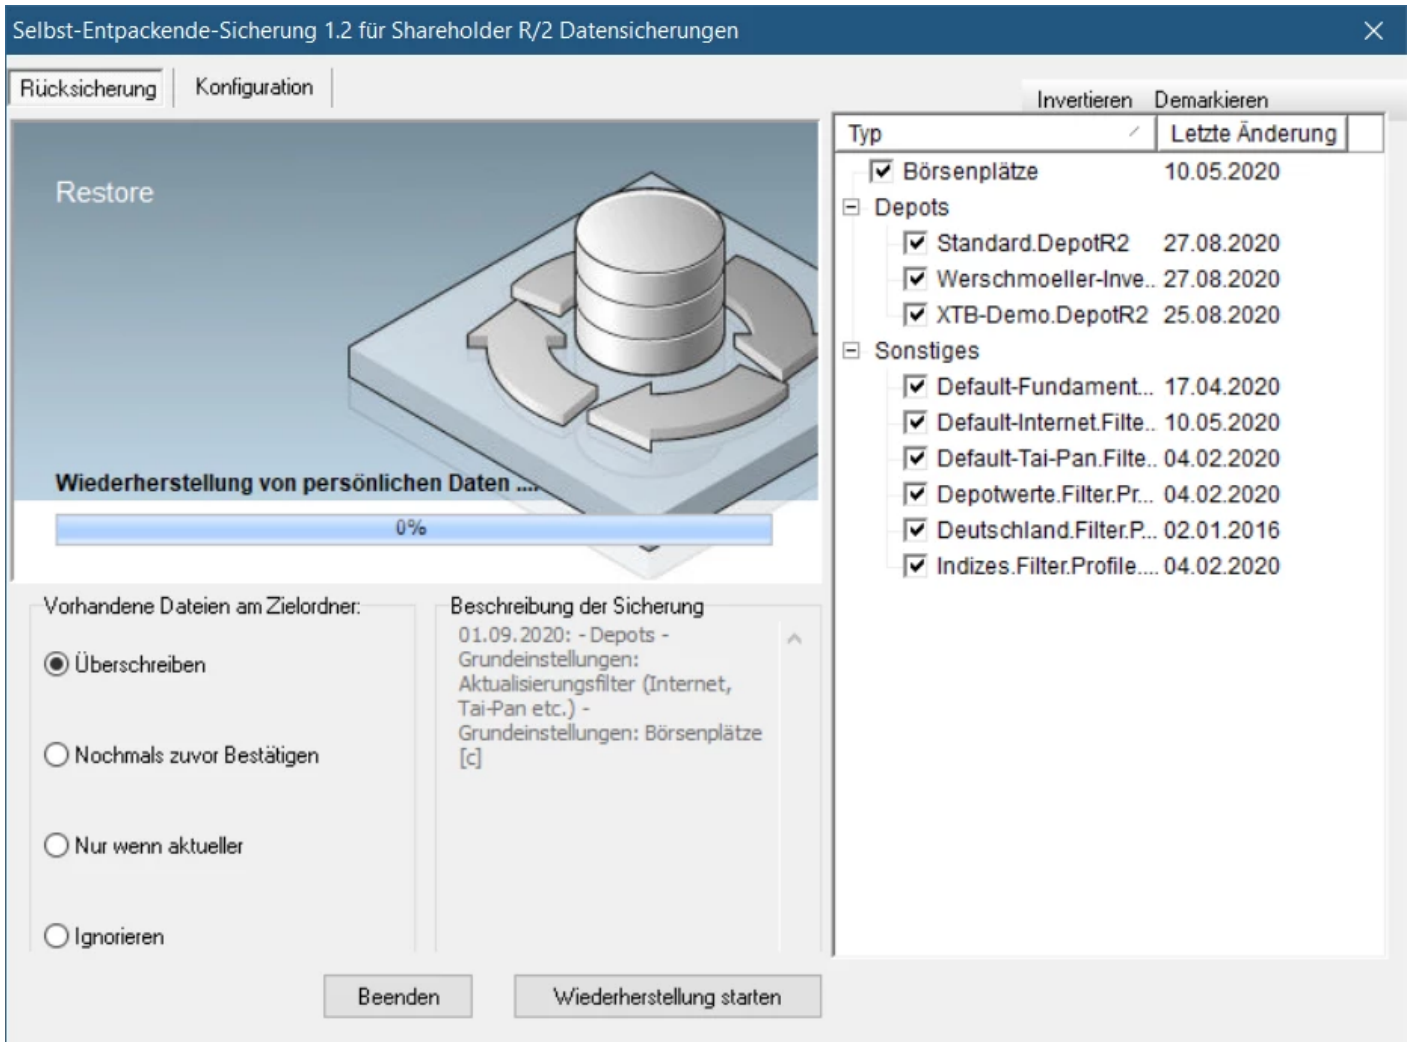 Selbst-Entpackende-Sicherung 1.2 für Shareholder R/2 Datensicherungen
Rücksicherung Konfiguration
Invertieren Demarkieren
Restore
Wiederherstellung von persönlichen Daten ....
0%
Typ Letzte Änderung
Börsenplätze 10.05.2020
Depots
Standard.DepotR2 27.08.2020
Werschmoeller-Inve... 27.08.2020
XTB-Demo.DepotR2 25.08.2020
Sonstiges
Default-Fundament... 17.04.2020
Default-Internet.Filte... 10.05.2020
Default-Tai-Pan.Filte... 04.02.2020
Depotwerte.Filter.Pr... 04.02.2020
Deutschland.Filter.P... 02.01.2016
Indizes.Filter.Profile.... 04.02.2020
Vorhandene Dateien am Zielordner:
Überschreiben
Nochmals zuvor Bestätigen
Nur wenn aktueller
Ignorieren
Beschreibung der Sicherung
01.09.2020: - Depots -
Grundeinstellungen:
Aktualisierungsfilter (Internet,
Tai-Pan etc.) -
Grundeinstellungen: Börsenplätze
[c]
Beenden Wiederherstellung starten